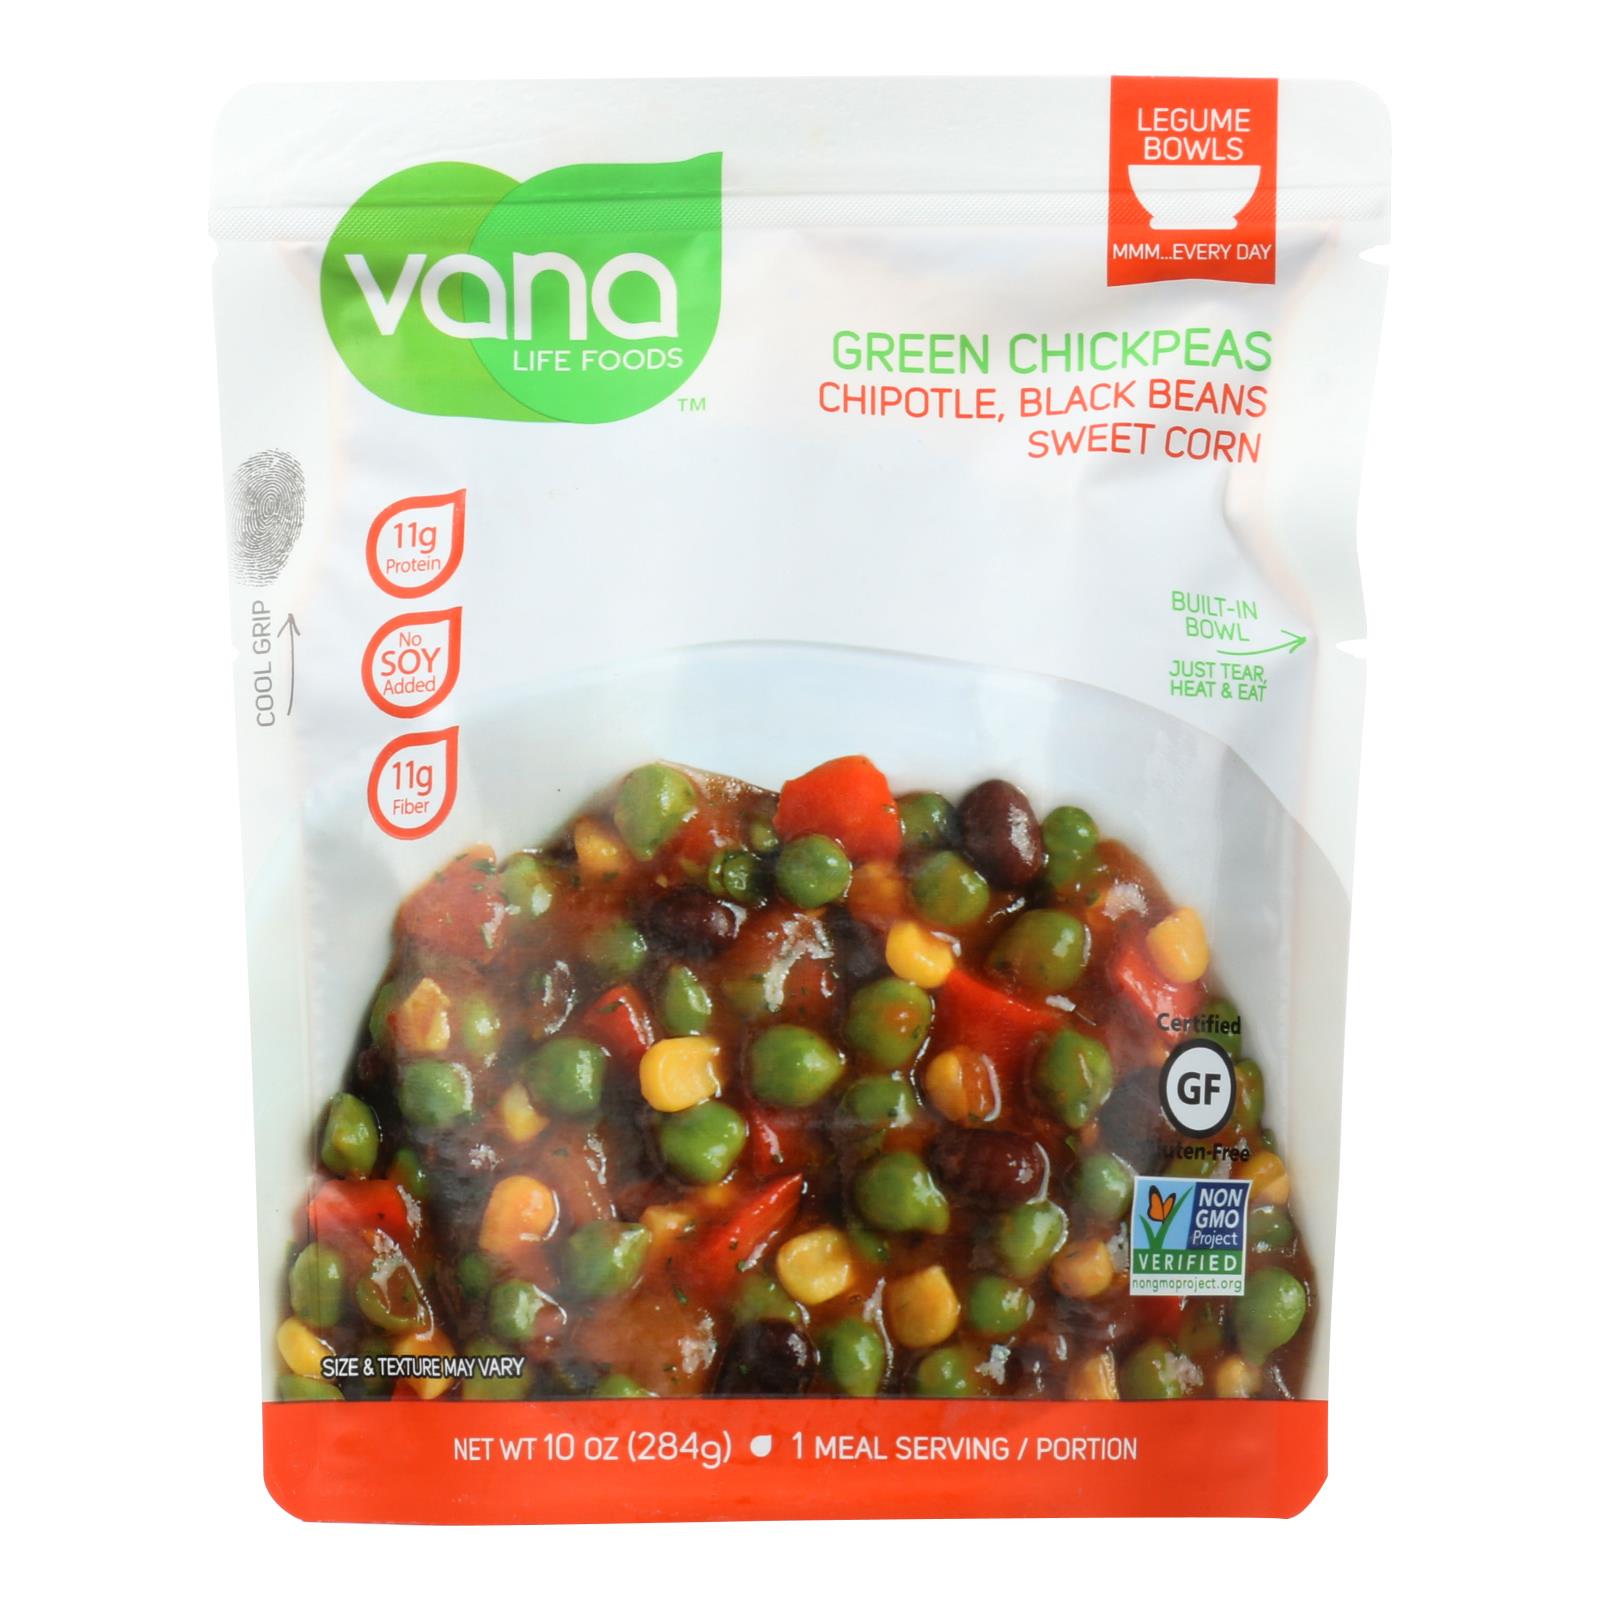 LEGUME
BOWLS
MMM...EVERY DAY
vana
LIFE FOODS
TM
GREEN CHICKPEAS
CHIPOTLE, BLACK BEANS
SWEET CORN
11g
Protein
No
SOY
Added
11g
Fiber
COOL GRIP
BUILT-IN
BOWL
JUST TEAR,
HEAT & EAT
Certified
GF
Gluten-Free
NON
GMO
Project
VERIFIED
nongmoproject.org
SIZE & TEXTURE MAY VARY
NET WT 10 OZ (284g) 1 MEAL SERVING / PORTION